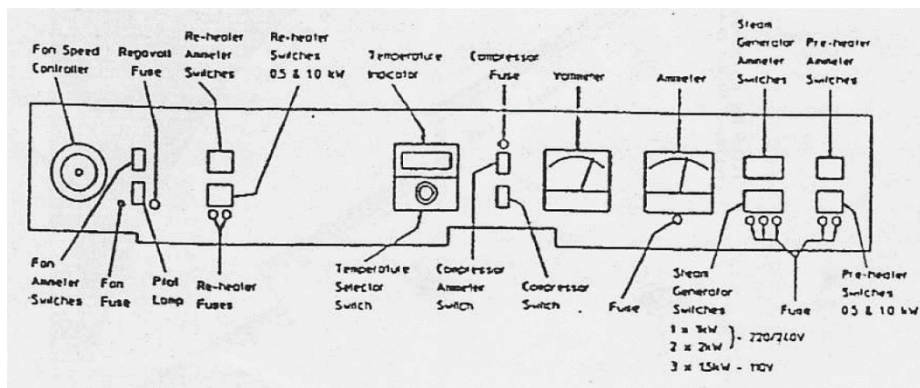 Fan Speed
Controller
Regavolt
Fuse
Re-heater
Ammeter
Switches
Re-heater
Switches
0.5 & 1.0 kW
Temperature
Indicator
Compressor
Fuse
Voltmeter
Ammeter
Steam
Generator
Ammeter
Switches
Pre-heater
Ammeter
Switches
Fan
Ammeter
Switches
Fan
Fuse
Pilot
Lamp
Re-heater
Fuses
Temperature
Selector
Switch
Compressor
Ammeter
Switch
Compressor
Switch
Fuse
Steam
Generator
Switches
1 x 1kW
2 x 2kW
} - 220/240V
3 x 1.5kW - 110V
Fuse
Pre-heater
Switches
0.5 & 1.0 kW